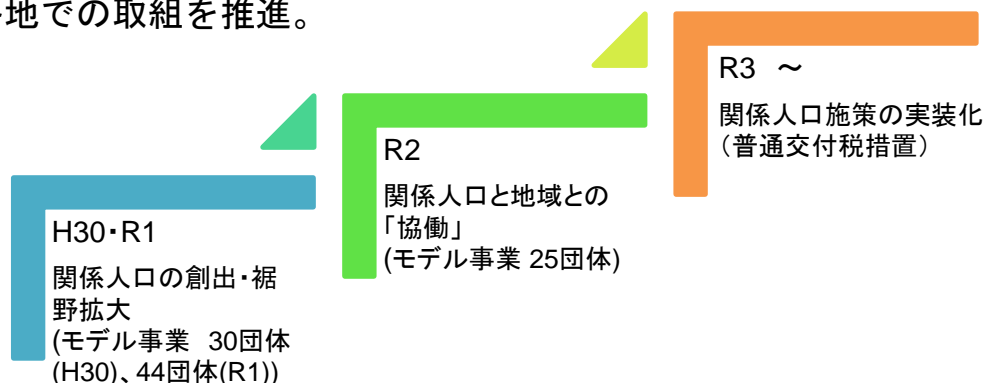 地での取組を推進。
H30・R1
関係人口の創出・裾
野拡大
(モデル事業 30団体
(H30)、44団体(R1))
R2
関係人口と地域との
「協働」
(モデル事業 25団体)
R3 ～
関係人口施策の実装化
（普通交付税措置）